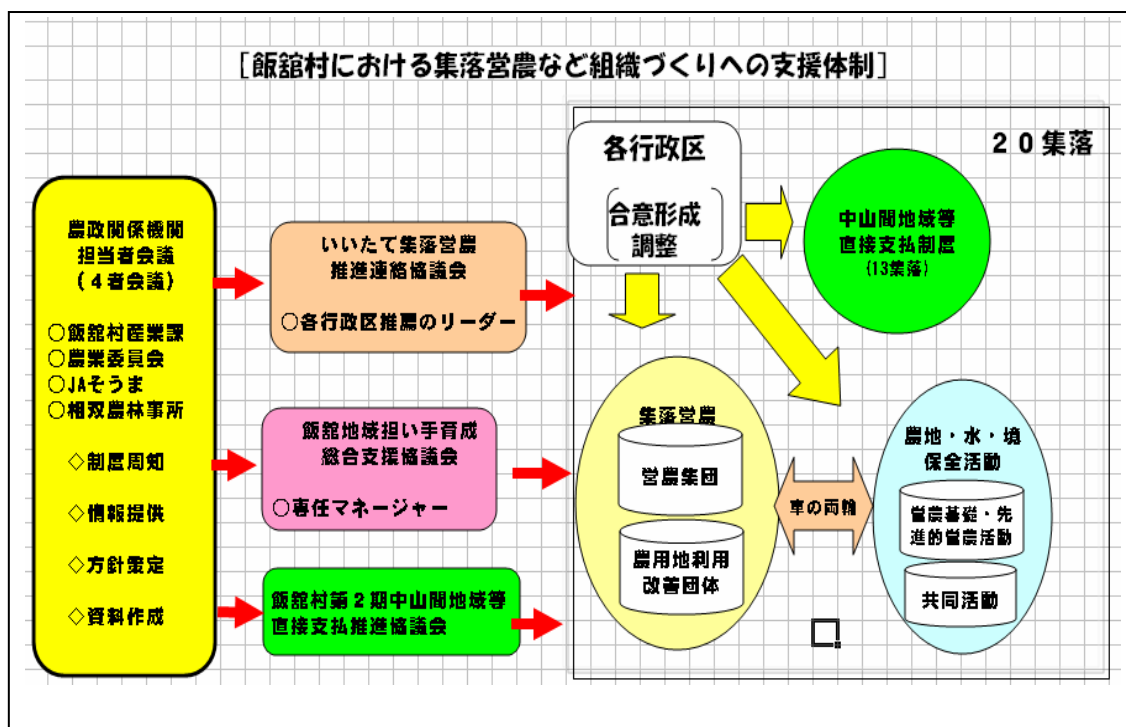 [飯舘村における集落営農など組織づくりへの支援体制]
農政関係機関
担当者会議
(4者会議)
○飯舘村産業課
○農業委員会
○JAそうま
○相双農林事所
◇制度周知
◇情報提供
◇方針策定
◇資料作成
いいたて集落営農
推進連絡協議会
○各行政区推薦のリーダー
飯舘地域担い手育成
総合支援協議会
○専任マネージャー
飯舘村第2期中山間地域等
直接支払推進協議会
20集落
各行政区
合意形成
調整
中山間地域等
直接支払制度
(13集落)
集落営農
営農集団
農用地利用
改善団体
車の両輪
農地・水・境
保全活動
営農基礎・先
進的営農活動
共同活動